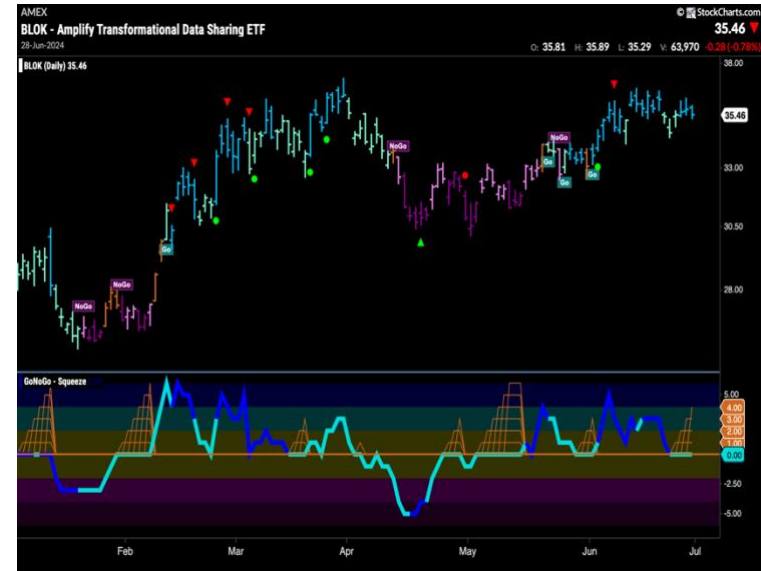 AMEX
© StockCharts.com
BLOK - Amplify Transformational Data Sharing ETF
35.46
28-Jun-2024
O: 35.81 H: 35.89 L: 35.29 V: 63,970 -0.28 (-0.78%)
BLOK (Daily) 35.46
38.00
35.46
NoGo
NoGo
Go
33.00
Go
Go
Go
30.50
Go
28.00
NoGo
NoGo
GoNoGo - Squeeze
5.00
4.00
3.00
2.00
1.00
0.00
-2.50
-5.00
Feb Mar Apr May Jun Jul